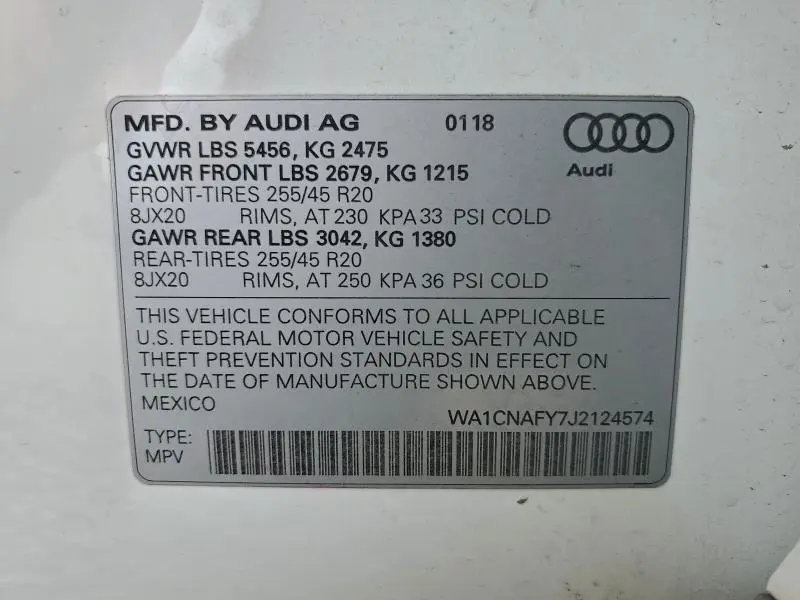 MFD. BY AUDI AG 0118
GVWR LBS 5456, KG 2475
GAWR FRONT LBS 2679, KG 1215
Audi
FRONT-TIRES 255/45 R20
8JX20 RIMS, AT 230 KPA 33 PSI COLD
GAWR REAR LBS 3042, KG 1380
REAR-TIRES 255/45 R20
8JX20 RIMS, AT 250 KPA 36 PSI COLD
THIS VEHICLE CONFORMS TO ALL APPLICABLE
U.S. FEDERAL MOTOR VEHICLE SAFETY AND
THEFT PREVENTION STANDARDS IN EFFECT ON
THE DATE OF MANUFACTURE SHOWN ABOVE.
MEXICO
WA1CNAFY7J2124574
TYPE:
MPV